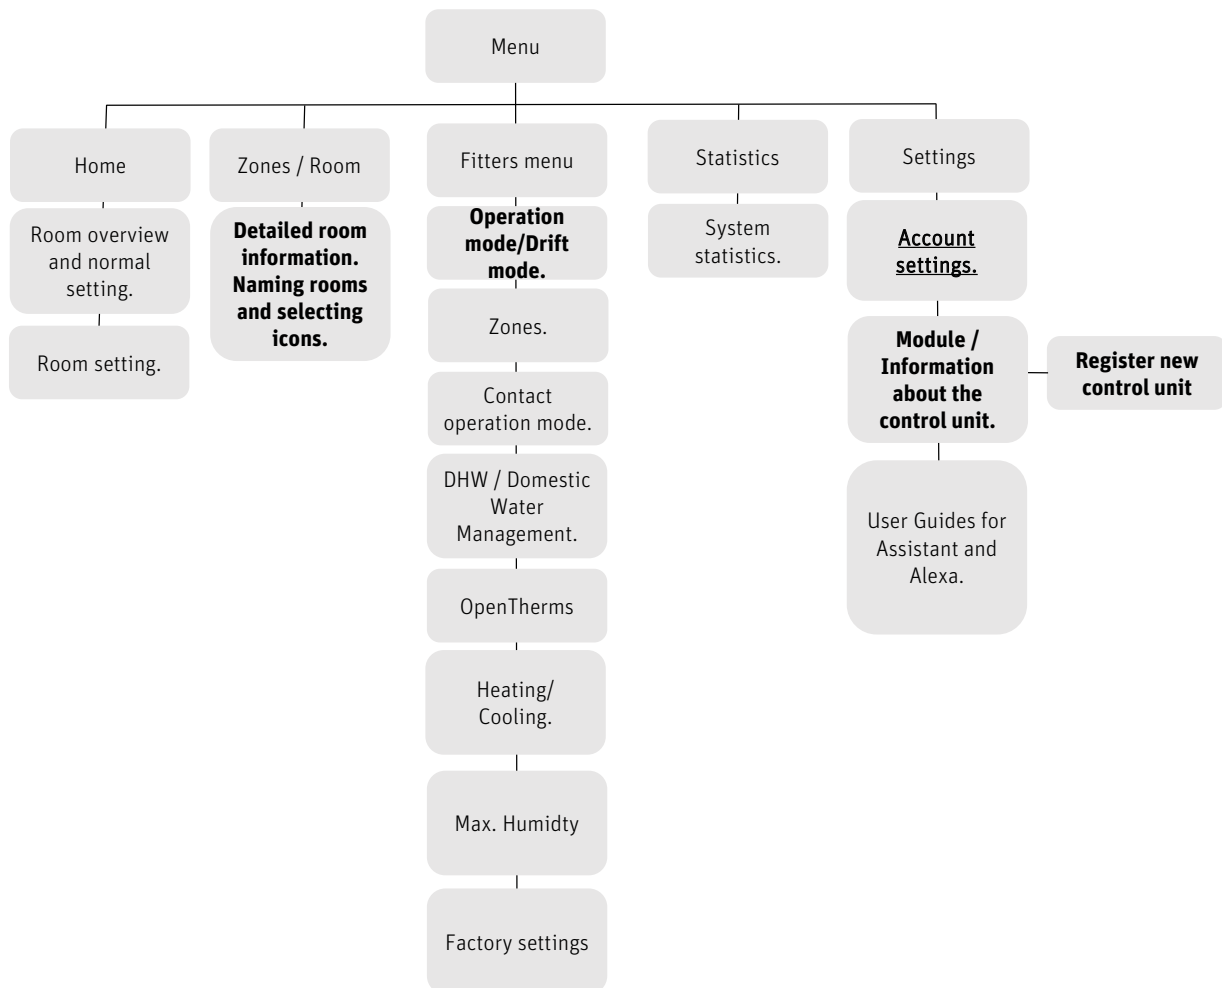 Menu
Home
Zones / Room
Fitters menu
Statistics
Settings
Room overview
and normal
setting.
Room setting.
Detailed room
information.
Naming rooms
and selecting
icons.
Operation
mode/Drift
mode.
Zones.
Contact
operation mode.
DHW / Domestic
Water
Management.
OpenTherms
Heating/
Cooling.
Max. Humidty
Factory settings
System
statistics.
Account
settings.
Module /
Information
about the
control unit.
Register new
control unit
User Guides for
Assistant and
Alexa.